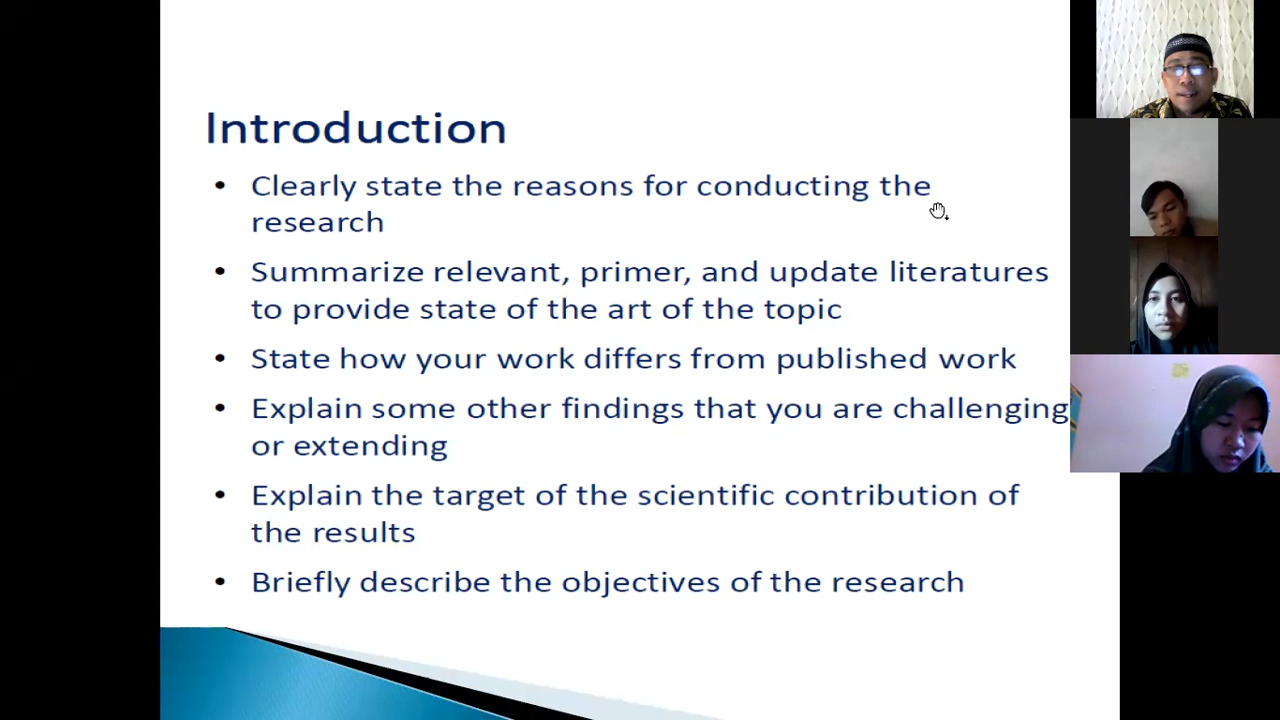 Introduction
• Clearly state the reasons for conducting the
research
• Summarize relevant, primer, and update literatures
to provide state of the art of the topic
• State how your work differs from published work
• Explain some other findings that you are challenging
or extending
• Explain the target of the scientific contribution of
the results
• Briefly describe the objectives of the research